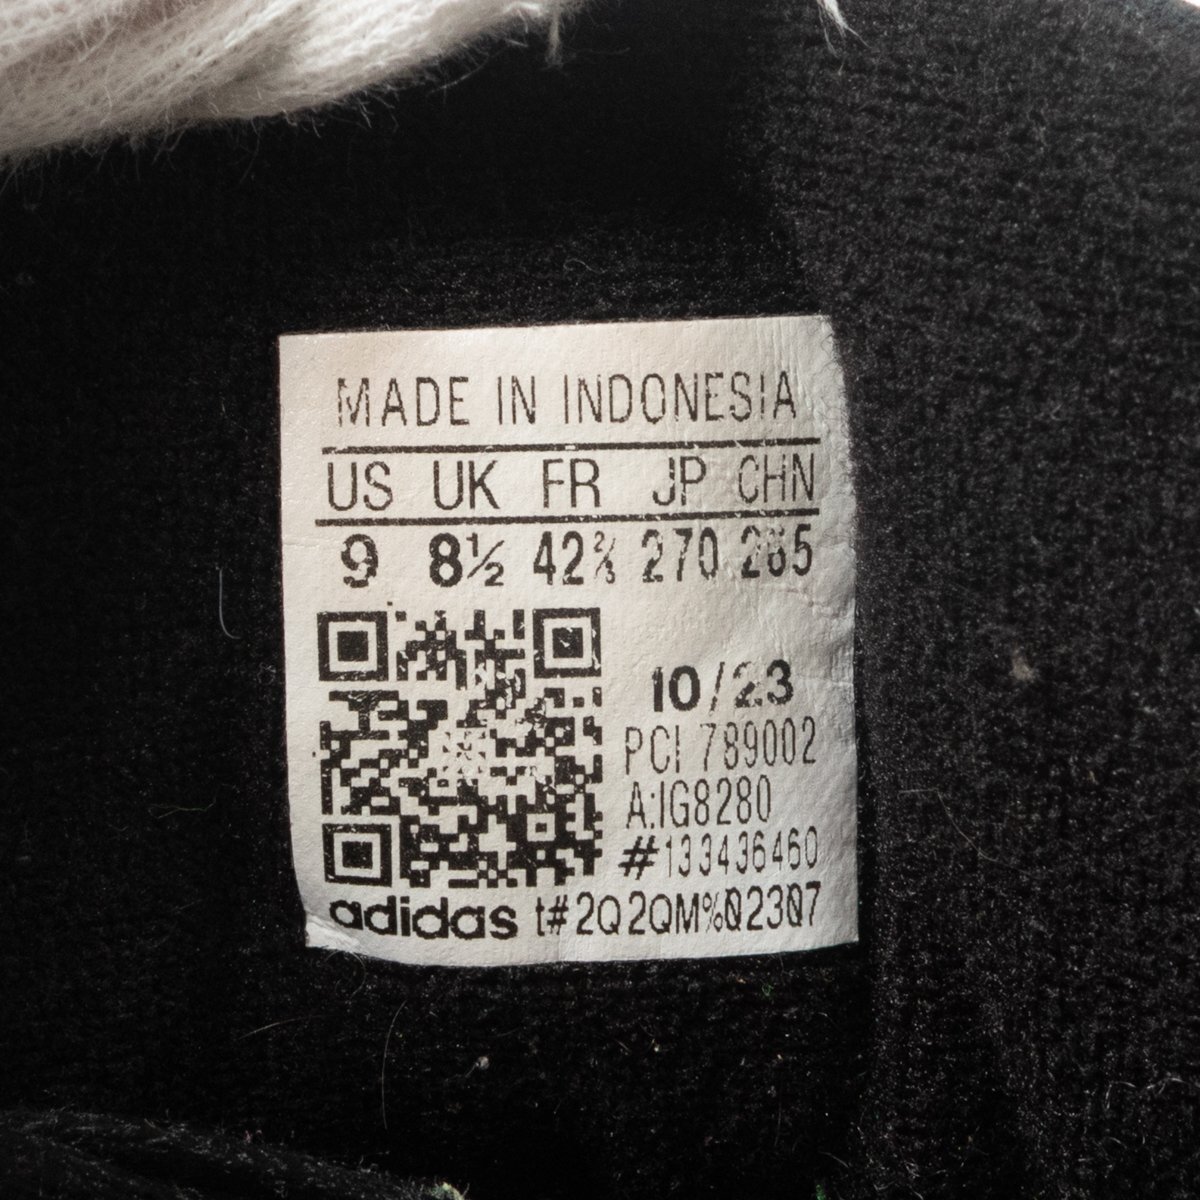 MADE IN INDONESIA
US UK FR JP CHN
9 8½ 42⅔ 270 265
10/23
PCI 789002
A:IG8280
#133436460
adidas t#2Q2QM%02307